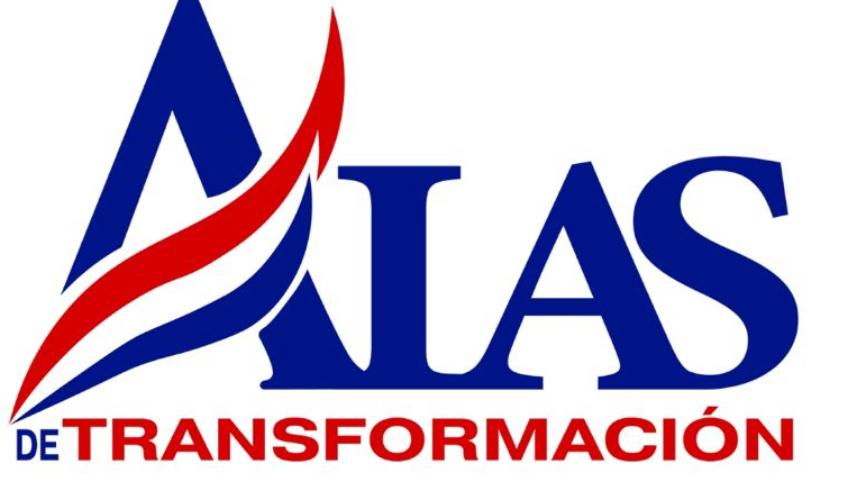 ALAS
DE TRANSFORMACIÓN